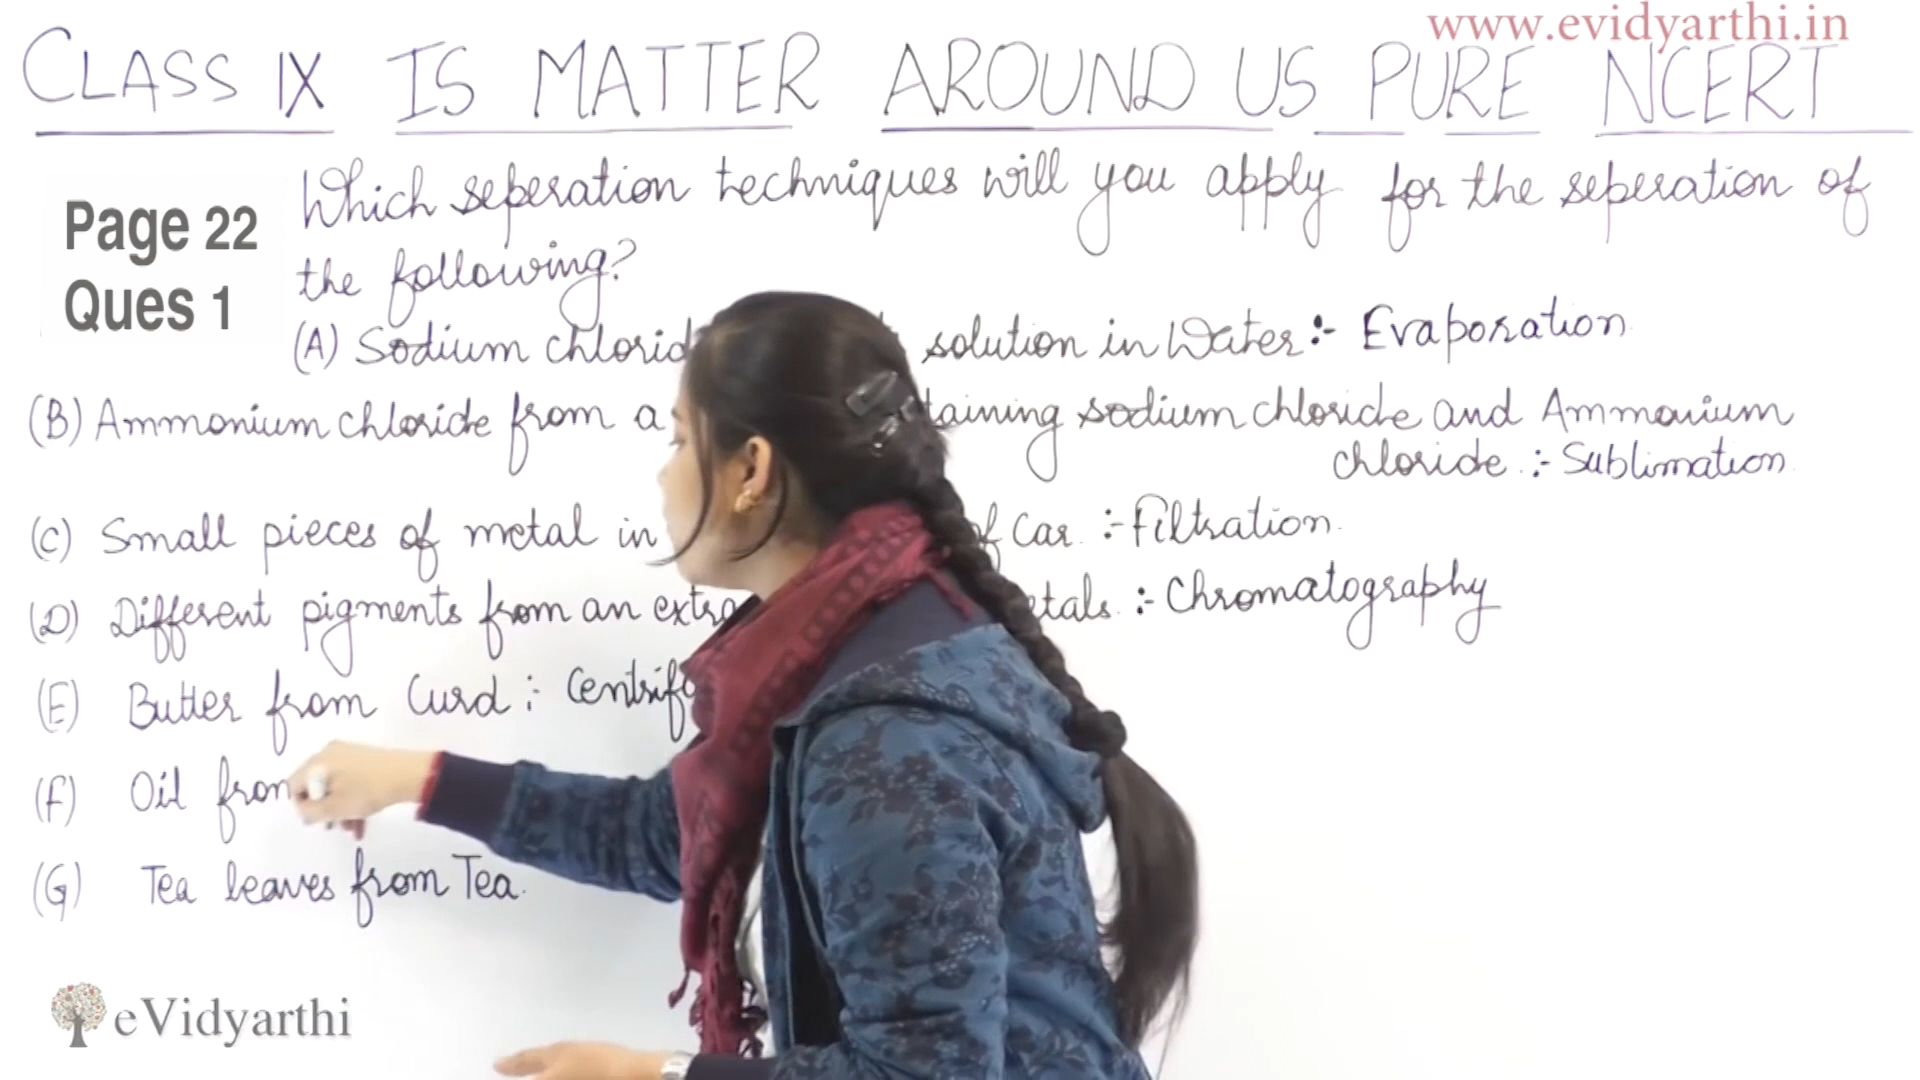 www.evidyarthi.in
CLASS IX IS MATTER AROUND US PURE NCERT
Page 22
Ques 1
Which seperation techniques will you apply for the seperation of
the following?
(A) Sodium chlorid solution in Water :- Evaporation
(B) Ammonium chloride from a taining sodium chloride and Ammonium
chloride :- Sublimation
(C) Small pieces of metal in of Car :- Filtration.
(D) Different pigments from an extra etals :- Chromatography
(E) Butter from Curd : Centrif
(F) Oil from
(G) Tea leaves from Tea.
eVidyarthi